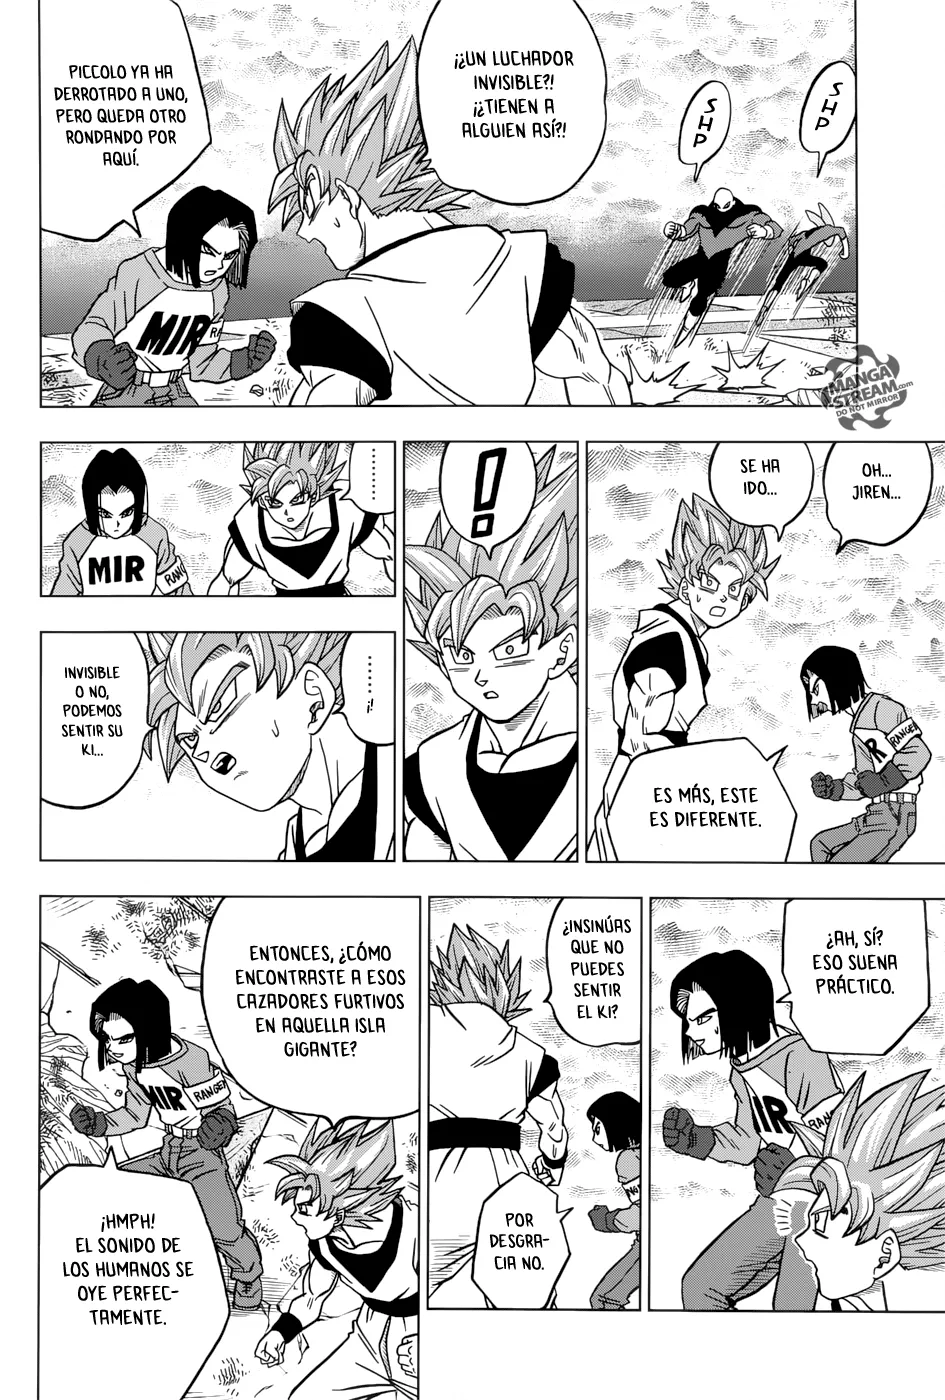 SHP
SHP
¡¿UN LUCHADOR
INVISIBLE?!
¡¿TIENEN A
ALGUIEN ASÍ?!
PICCOLO YA HA
DERROTADO A UNO,
PERO QUEDA OTRO
RONDANDO POR
AQUÍ.
MIR
RA
MANGA
STREAM.com
DO NOT MIRROR
OH...
JIREN...
SE HA
IDO...
R
RANGER
ES MÁS, ESTE
ES DIFERENTE.
!
.........
MIR
RANG
........
¡!
INVISIBLE
O NO,
PODEMOS
SENTIR SU
KI...
¿AH, SÍ?
ESO SUENA
PRÁCTICO.
MIR
RAN
¿INSINÚAS
QUE NO
PUEDES
SENTIR
EL KI?
POR
DESGRA-
CIA NO.
ENTONCES, ¿CÓMO
ENCONTRASTE A ESOS
CAZADORES FURTIVOS
EN AQUELLA ISLA
GIGANTE?
MIR
RANGER
¡HMPH!
EL SONIDO DE
LOS HUMANOS SE
OYE PERFEC-
TAMENTE.